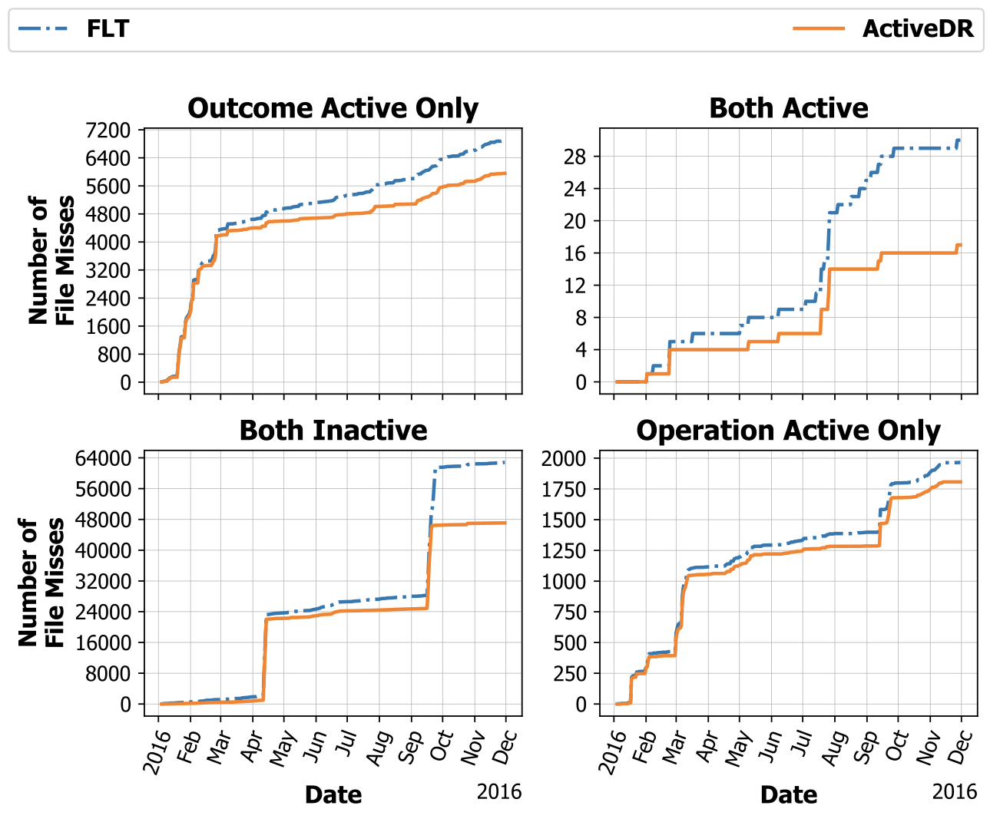 FLT
ActiveDR
Outcome Active Only
Number of
File Misses
7200
6400
5600
4800
4000
3200
2400
1600
800
0
Both Active
28
24
20
16
12
8
4
0
Both Inactive
Number of
File Misses
64000
56000
48000
40000
32000
24000
16000
8000
0
2016
Feb
Mar
Apr
May
Jun
Jul
Aug
Sep
Oct
Nov
Dec
Date
2016
Operation Active Only
2000
1750
1500
1250
1000
750
500
250
0
2016
Feb
Mar
Apr
May
Jun
Jul
Aug
Sep
Oct
Nov
Dec
Date
2016